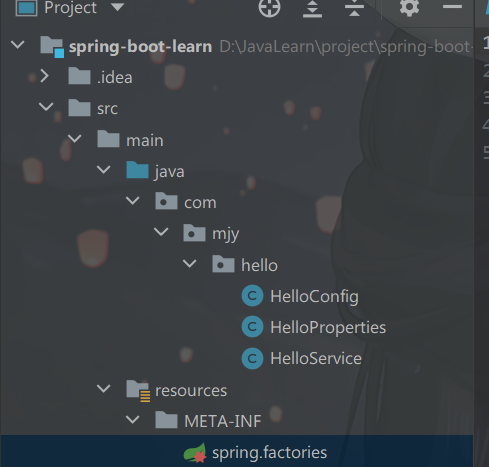 Project
spring-boot-learn D:\JavaLearn\project\spring-boot-
.idea
src
main
java
com
mjy
hello
C HelloConfig
C HelloProperties
C HelloService
resources
META-INF
spring.factories
1
2
3
4
5